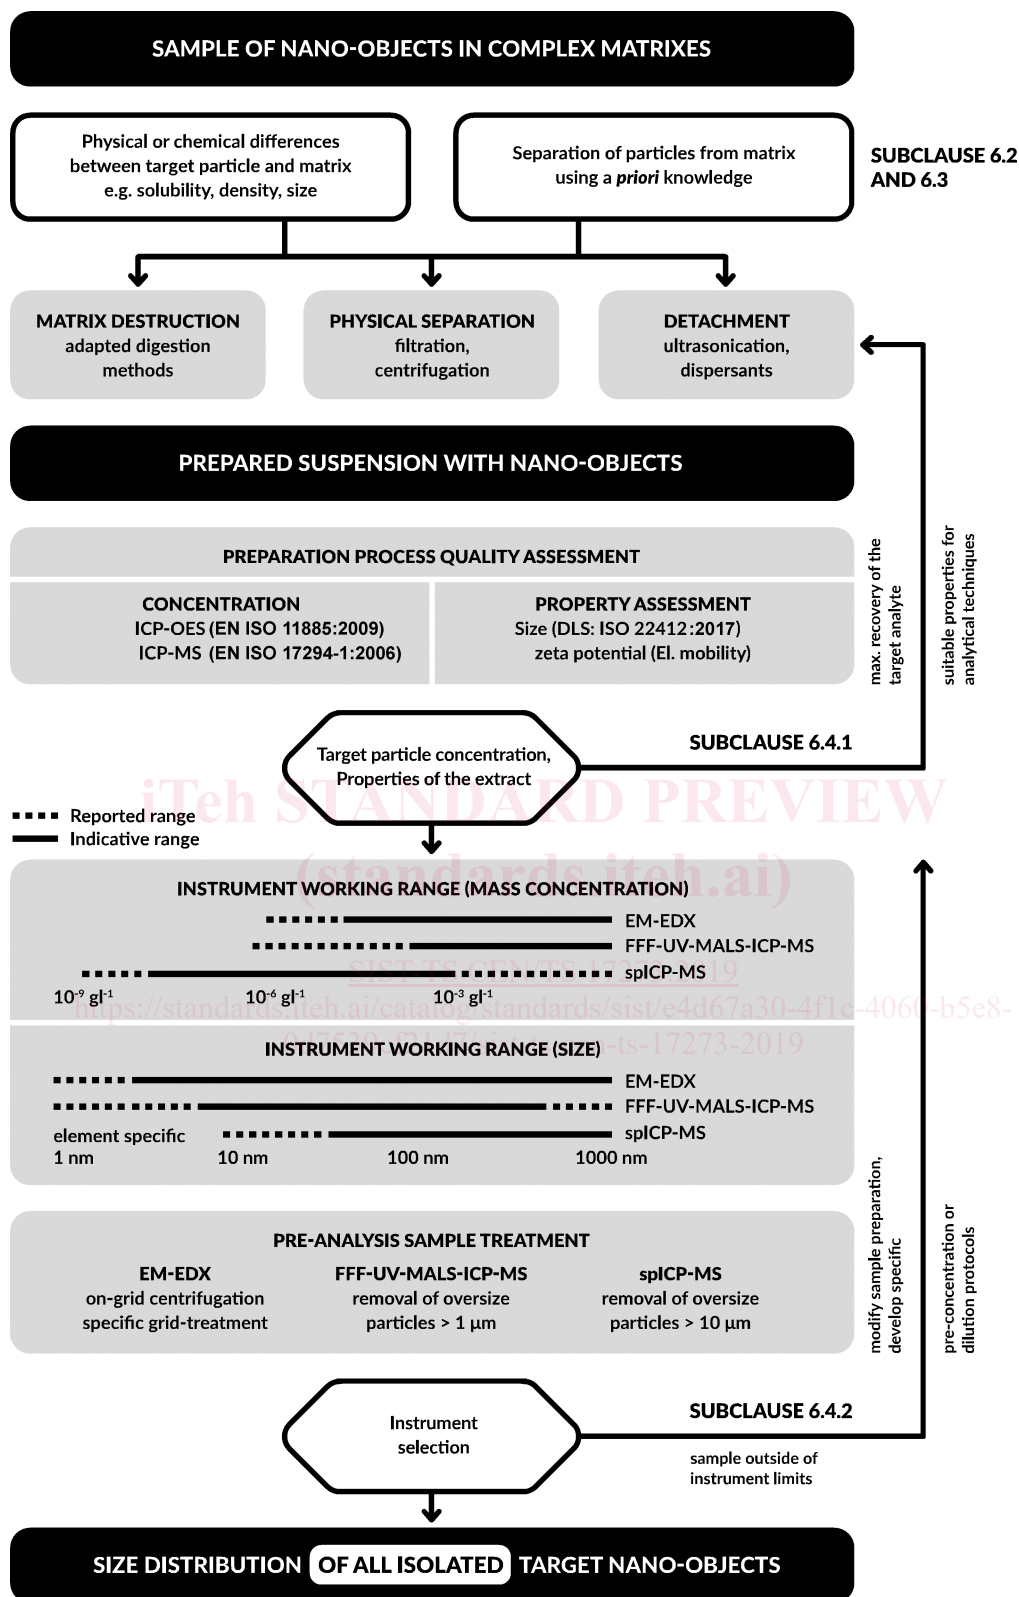 SAMPLE OF NANO-OBJECTS IN COMPLEX MATRIXES
Physical or chemical differences
between target particle and matrix
e.g. solubility, density, size
Separation of particles from matrix
using a priori knowledge
SUBCLAUSE 6.2
AND 6.3
MATRIX DESTRUCTION
adapted digestion
methods
PHYSICAL SEPARATION
filtration,
centrifugation
DETACHMENT
ultrasonication,
dispersants
PREPARED SUSPENSION WITH NANO-OBJECTS
PREPARATION PROCESS QUALITY ASSESSMENT
CONCENTRATION
ICP-OES (EN ISO 11885:2009)
ICP-MS (EN ISO 17294-1:2006)
PROPERTY ASSESSMENT
Size (DLS: ISO 22412:2017)
zeta potential (El. mobility)
max. recovery of the
target analyte
suitable properties for
analytical techniques
Target particle concentration,
Properties of the extract
SUBCLAUSE 6.4.1
iTeh STANDARD PREVIEW
(standards.iteh.ai)
Reported range
Indicative range
INSTRUMENT WORKING RANGE (MASS CONCENTRATION)
EM-EDX
FFF-UV-MALS-ICP-MS
spICP-MS
10⁻⁹ gl⁻¹
10⁻⁶ gl⁻¹
10⁻³ gl⁻¹
SIST-TS CEN/TS 17273:2019
https://standards.iteh.ai/catalog/standards/sist/e4d67a30-4f1c-4060-b5e8-
INSTRUMENT WORKING RANGE (SIZE)
EM-EDX
FFF-UV-MALS-ICP-MS
spICP-MS
element specific
1 nm
10 nm
100 nm
1000 nm
PRE-ANALYSIS SAMPLE TREATMENT
EM-EDX
on-grid centrifugation
specific grid-treatment
FFF-UV-MALS-ICP-MS
removal of oversize
particles > 1 µm
spICP-MS
removal of oversize
particles > 10 µm
modify sample preparation,
develop specific
pre-concentration or
dilution protocols
Instrument
selection
SUBCLAUSE 6.4.2
sample outside of
instrument limits
SIZE DISTRIBUTION OF ALL ISOLATED TARGET NANO-OBJECTS